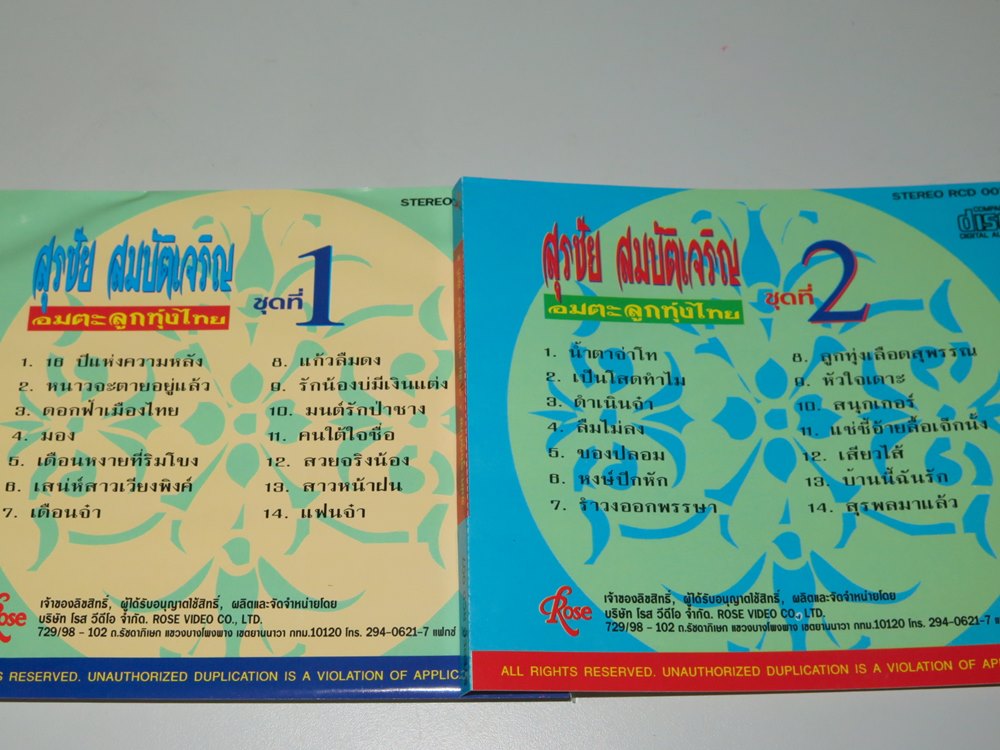 STEREO
สุรชัย สมบัติเจริญ
อมตะลูกทุ่งไทย
ชุดที่ 1
1. 16 ปีแห่งความหลัง
2. หนาวจะตายอยู่แล้ว
3. ดอกฟ้าเมืองไทย
4. มอง
5. เดือนหงายที่ริมโขง
6. เสน่ห์สาวเวียงพิงค์
7. เดือนจ๋า
8. แก้วลืมดง
9. รักน้องบ่มีเงินแต่ง
10. มนต์รักป่าซาง
11. คนใต้ใจซื่อ
12. สวยจริงน้อง
13. สาวหน้าฝน
14. แฟนจ๋า
Rose
เจ้าของลิขสิทธิ์, ผู้ได้รับอนุญาตใช้สิทธิ์, ผลิตและจัดจำหน่ายโดย
บริษัท โรส วีดีโอ จำกัด. ROSE VIDEO CO., LTD.
729/98 - 102 ถ.รัชดาภิเษก แขวงบางโพงพาง เขตยานนาวา กทม.10120 โทร. 294-0621-7 แฟกซ์
RESERVED. UNAUTHORIZED DUPLICATION IS A VIOLATION OF APPLIC
STEREO RCD 00
COMPA
disc
DIGITAL AU
สุรชัย สมบัติเจริญ
อมตะลูกทุ่งไทย
ชุดที่ 2
1. น้ำตาจ่าโท
2. เป็นโสดทำไม
3. ดำเนินจ๋า
4. ลืมไม่ลง
5. ของปลอม
6. หงษ์ปีกหัก
7. รำวงออกพรรษา
8. ลูกทุ่งเลือดสุพรรณ
9. หัวใจเดาะ
10. สนุกเกอร์
11. แซ่ซี้อ้ายลื้อเจ็กนั้ง
12. เสียวไส้
13. บ้านนี้ฉันรัก
14. สุรพลมาแล้ว
Rose
เจ้าของลิขสิทธิ์, ผู้ได้รับอนุญาตใช้สิทธิ์, ผลิตและจัดจำหน่ายโดย
บริษัท โรส วีดีโอ จำกัด. ROSE VIDEO CO., LTD.
729/98 - 102 ถ.รัชดาภิเษก แขวงบางโพงพาง เขตยานนาวา กทม.10120 โทร. 294-0621-7 แฟกซ์
ALL RIGHTS RESERVED. UNAUTHORIZED DUPLICATION IS A VIOLATION OF AP